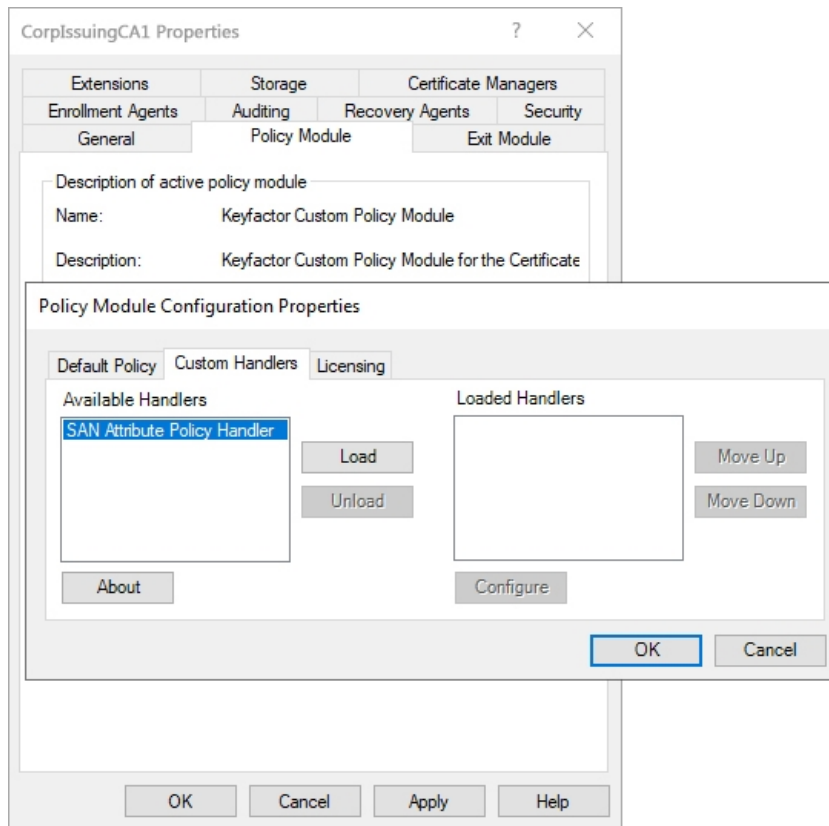 CorpIssuingCA1 Properties ?
Extensions Storage Certificate Managers
Enrollment Agents Auditing Recovery Agents Security
General Policy Module Exit Module
Description of active policy module
Name: Keyfactor Custom Policy Module
Description: Keyfactor Custom Policy Module for the Certificate
Policy Module Configuration Properties
Default Policy Custom Handlers Licensing
Available Handlers Loaded Handlers
SAN Attribute Policy Handler
Load Move Up
Unload Move Down
About Configure
OK Cancel
OK Cancel Apply Help